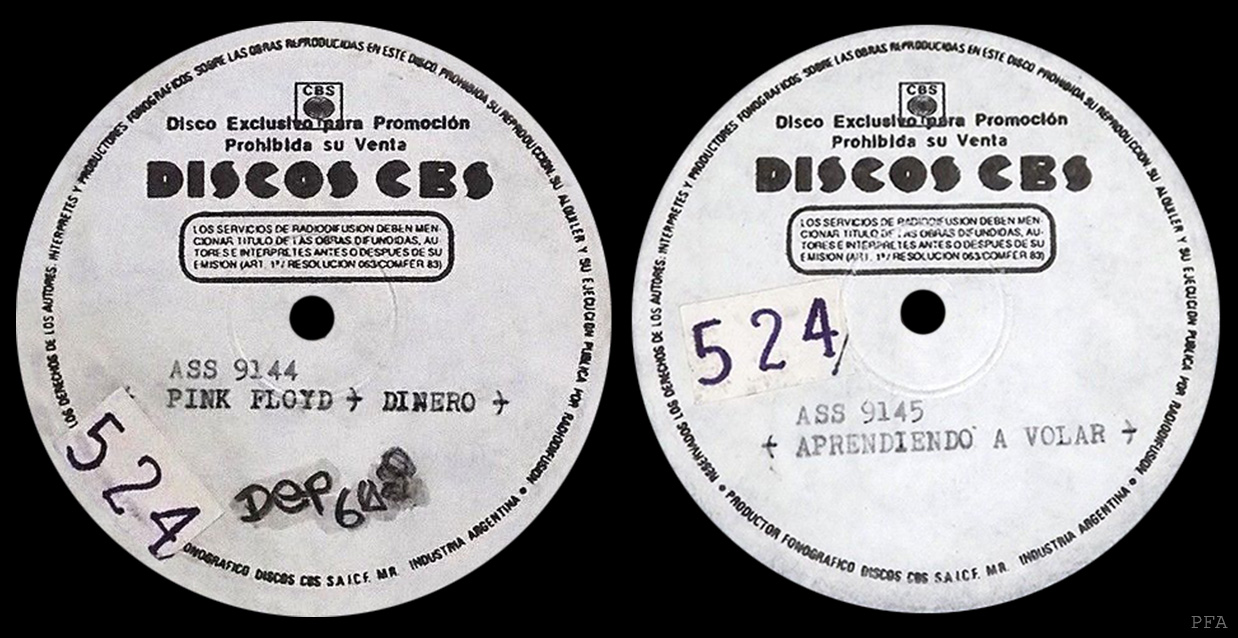 RESERVADOS LOS DERECHOS DE LOS AUTORES, INTERPRETES Y PRODUCTORES FONOGRAFICOS SOBRE LAS OBRAS REPRODUCIDAS EN ESTE DISCO. PROHIBIDA SU REPRODUCCION, SU ALQUILER Y SU EJECUCION PUBLICA POR RADIODIFUSION.
CBS
Disco Exclusivo para Promoción
Prohibida su Venta
DISCOS CBS
LOS SERVICIOS DE RADIODIFUSION DEBEN MEN-
CIONAR TITULO DE LAS OBRAS DIFUNDIDAS, AU-
TORES E INTERPRETES ANTES O DESPUES DE SU
EMISION (ART. 1º/ RESOLUCION 063/COMFER 83)
ASS 9144
PINK FLOYD + DINERO +
524
DEP
ONOGRAFICO DISCOS CBS S.A.I.C.F. M.R. INDUSTRIA ARGENTINA •
RESERVADOS LOS DERECHOS DE LOS AUTORES, INTERPRETES Y PRODUCTORES FONOGRAFICOS SOBRE LAS OBRAS REPRODUCIDAS EN ESTE DISCO. PROHIBIDA SU REPRODUCCION, SU ALQUILER Y SU EJECUCION PUBLICA POR RADIODIFUSION.
CBS
Disco Exclusivo para Promoción
Prohibida su Venta
DISCOS CBS
LOS SERVICIOS DE RADIODIFUSION DEBEN MEN-
CIONAR TITULO DE LAS OBRAS DIFUNDIDAS, AU-
TORES E INTERPRETES ANTES O DESPUES DE SU
EMISION (ART. 1º/ RESOLUCION 063/COMFER 83)
524
ASS 9145
+ APRENDIENDO A VOLAR +
• PRODUCTOR FONOGRAFICO DISCOS CBS S.A.I.C.F. M.R. INDUSTRIA ARGENTINA •
PFA